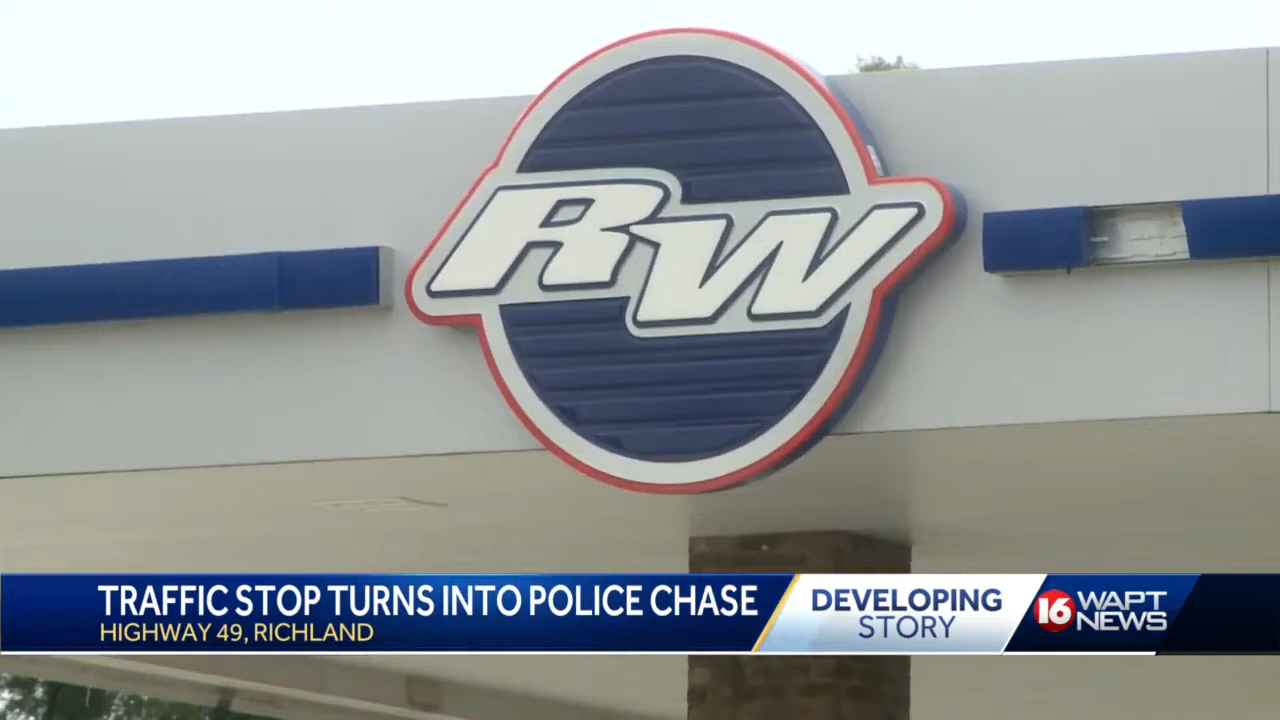 RW
TRAFFIC STOP TURNS INTO POLICE CHASE
HIGHWAY 49, RICHLAND
DEVELOPING
STORY
16 WAPT
NEWS